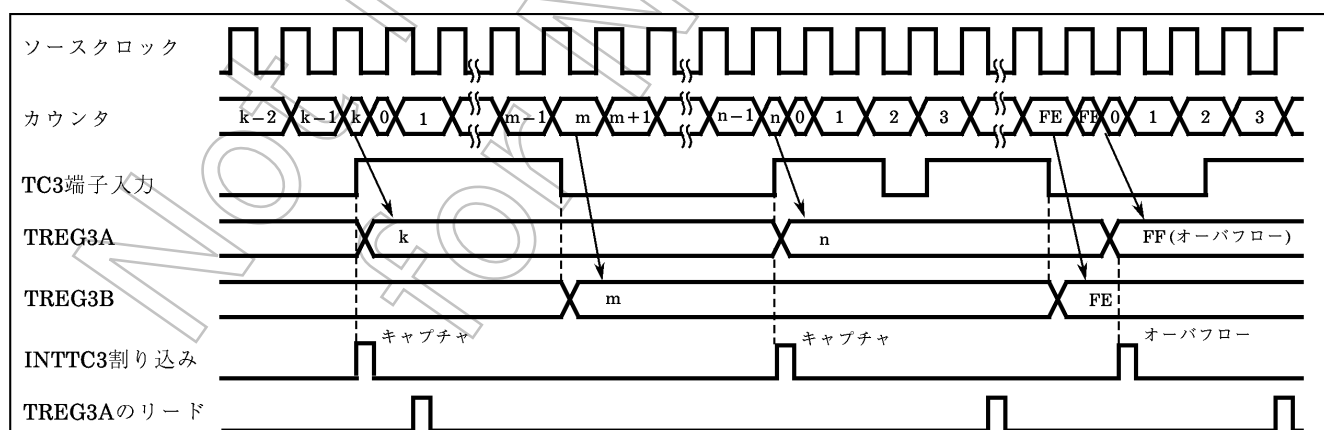 ソースクロック
カウンタ k－2 k－1 k 0 1 m－1 m m＋1 n－1 n 0 1 2 3 FE FF 0 1 2 3
TC3端子入力
TREG3A k n FF(オーバフロー)
TREG3B m FE
キャプチャ キャプチャ オーバフロー
INTTC3割り込み
TREG3Aのリード
Not
for N